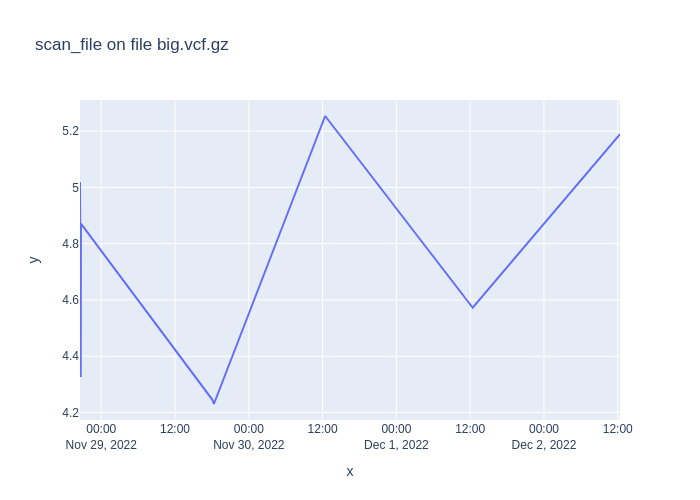 scan_file on file big.vcf.gz
y
5.2
5
4.8
4.6
4.4
4.2
00:00 12:00 00:00 12:00 00:00 12:00 00:00 12:00
Nov 29, 2022 Nov 30, 2022 Dec 1, 2022 Dec 2, 2022
x